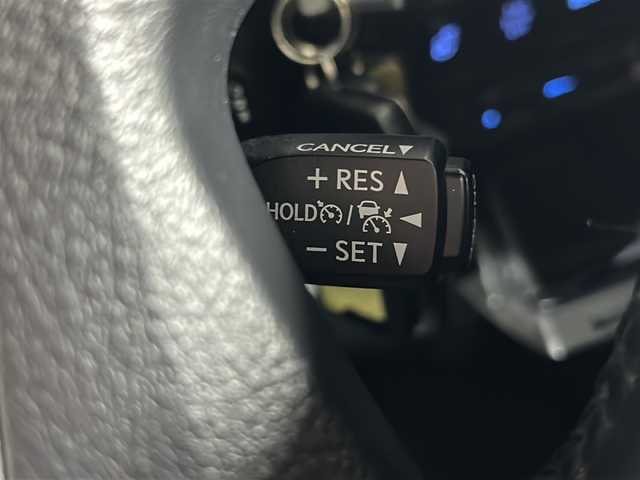 CANCEL▼
+ RES ▲
HOLD / ◀
− SET ▼